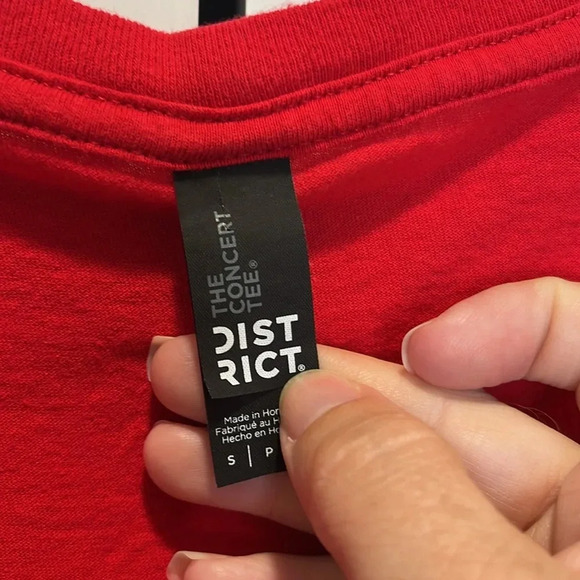 THE
CONCERT
TEE®
DIST
RICT®
Made in
Fabriqué au
Hecho en
S | P